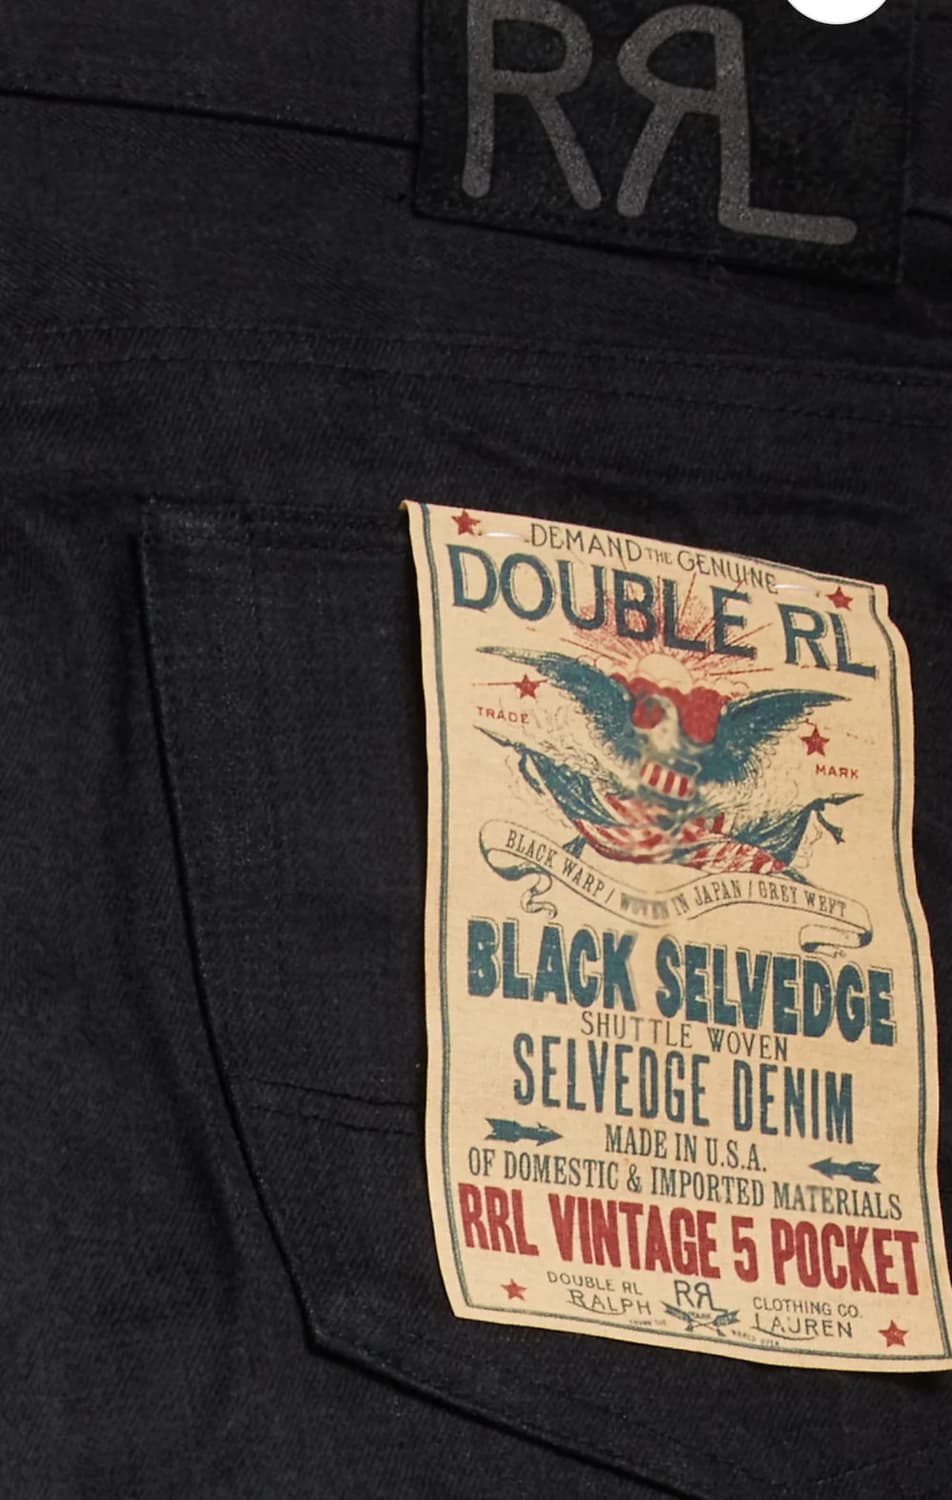 RRL
DEMAND THE GENUINE
DOUBLE RL
TRADE
MARK
BLACK WARP / WOVEN IN JAPAN / GREY WEFT
BLACK SELVEDGE
SHUTTLE WOVEN
SELVEDGE DENIM
MADE IN U.S.A.
OF DOMESTIC & IMPORTED MATERIALS
RRL VINTAGE 5 POCKET
DOUBLE RL RRL CLOTHING CO.
RALPH LAUREN